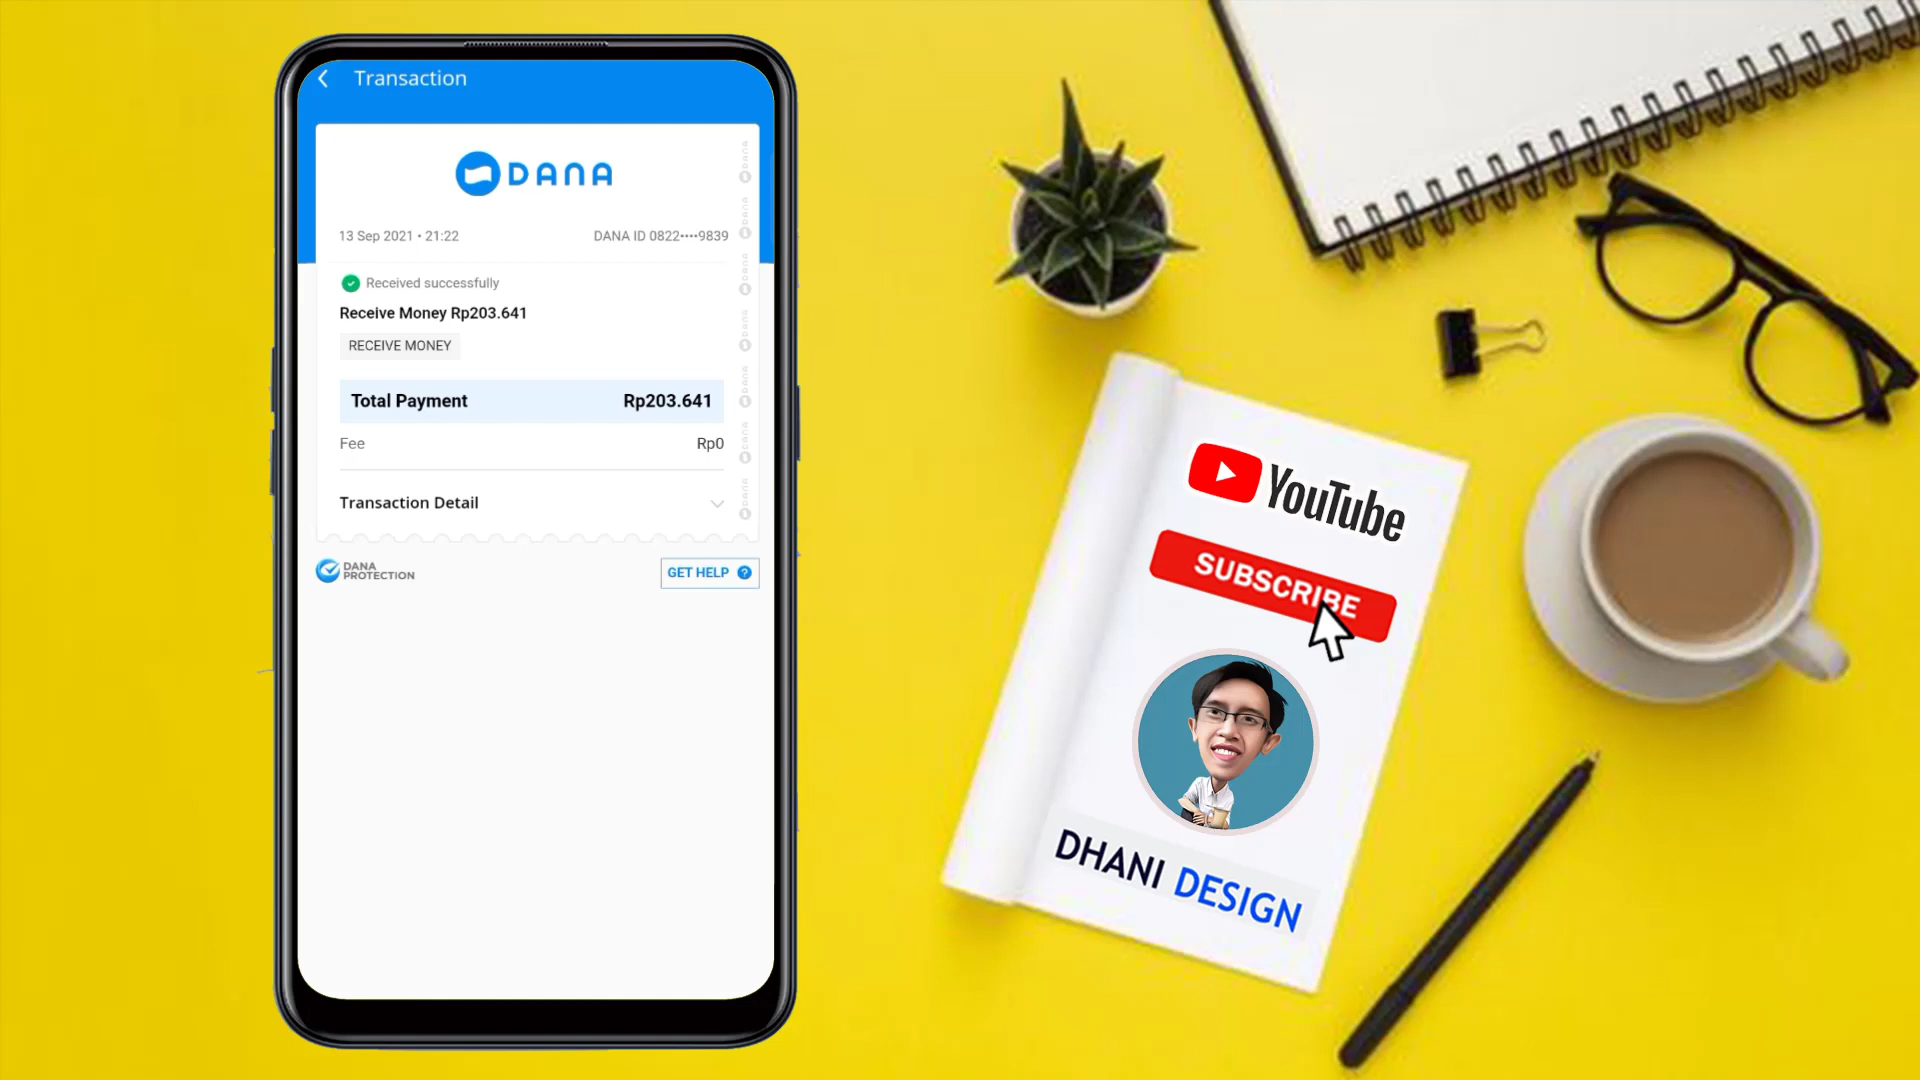 Transaction
DANA
13 Sep 2021 • 21:22
DANA ID 0822••••9839
Received successfully
Receive Money Rp203.641
RECEIVE MONEY
Total Payment Rp203.641
Fee Rp0
Transaction Detail
DANA
PROTECTION
GET HELP ?
YouTube
SUBSCRIBE
DHANI DESIGN